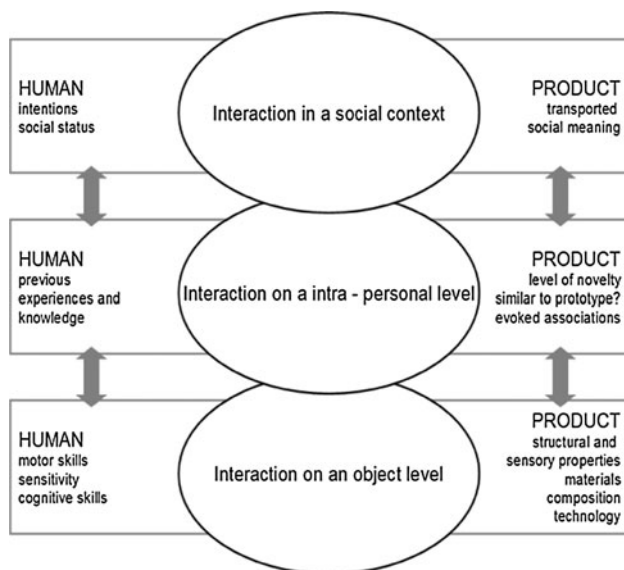 HUMAN
intentions
social status
Interaction in a social context
PRODUCT
transported
social meaning
HUMAN
previous
experiences and
knowledge
Interaction on a intra - personal level
PRODUCT
level of novelty
similar to prototype?
evoked associations
HUMAN
motor skills
sensitivity
cognitive skills
Interaction on an object level
PRODUCT
structural and
sensory properties
materials
composition
technology